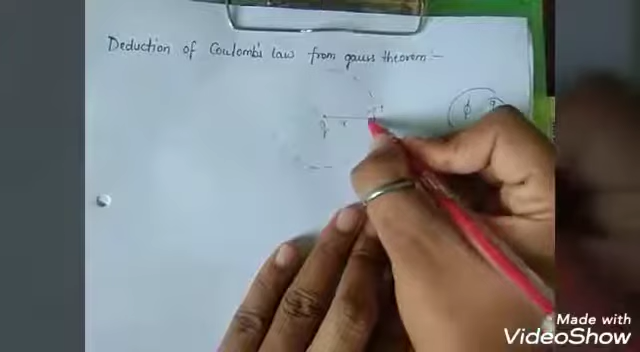 Deduction of Coulomb's law from gauss theorem:-
q r
φ
Made with
VideoShow